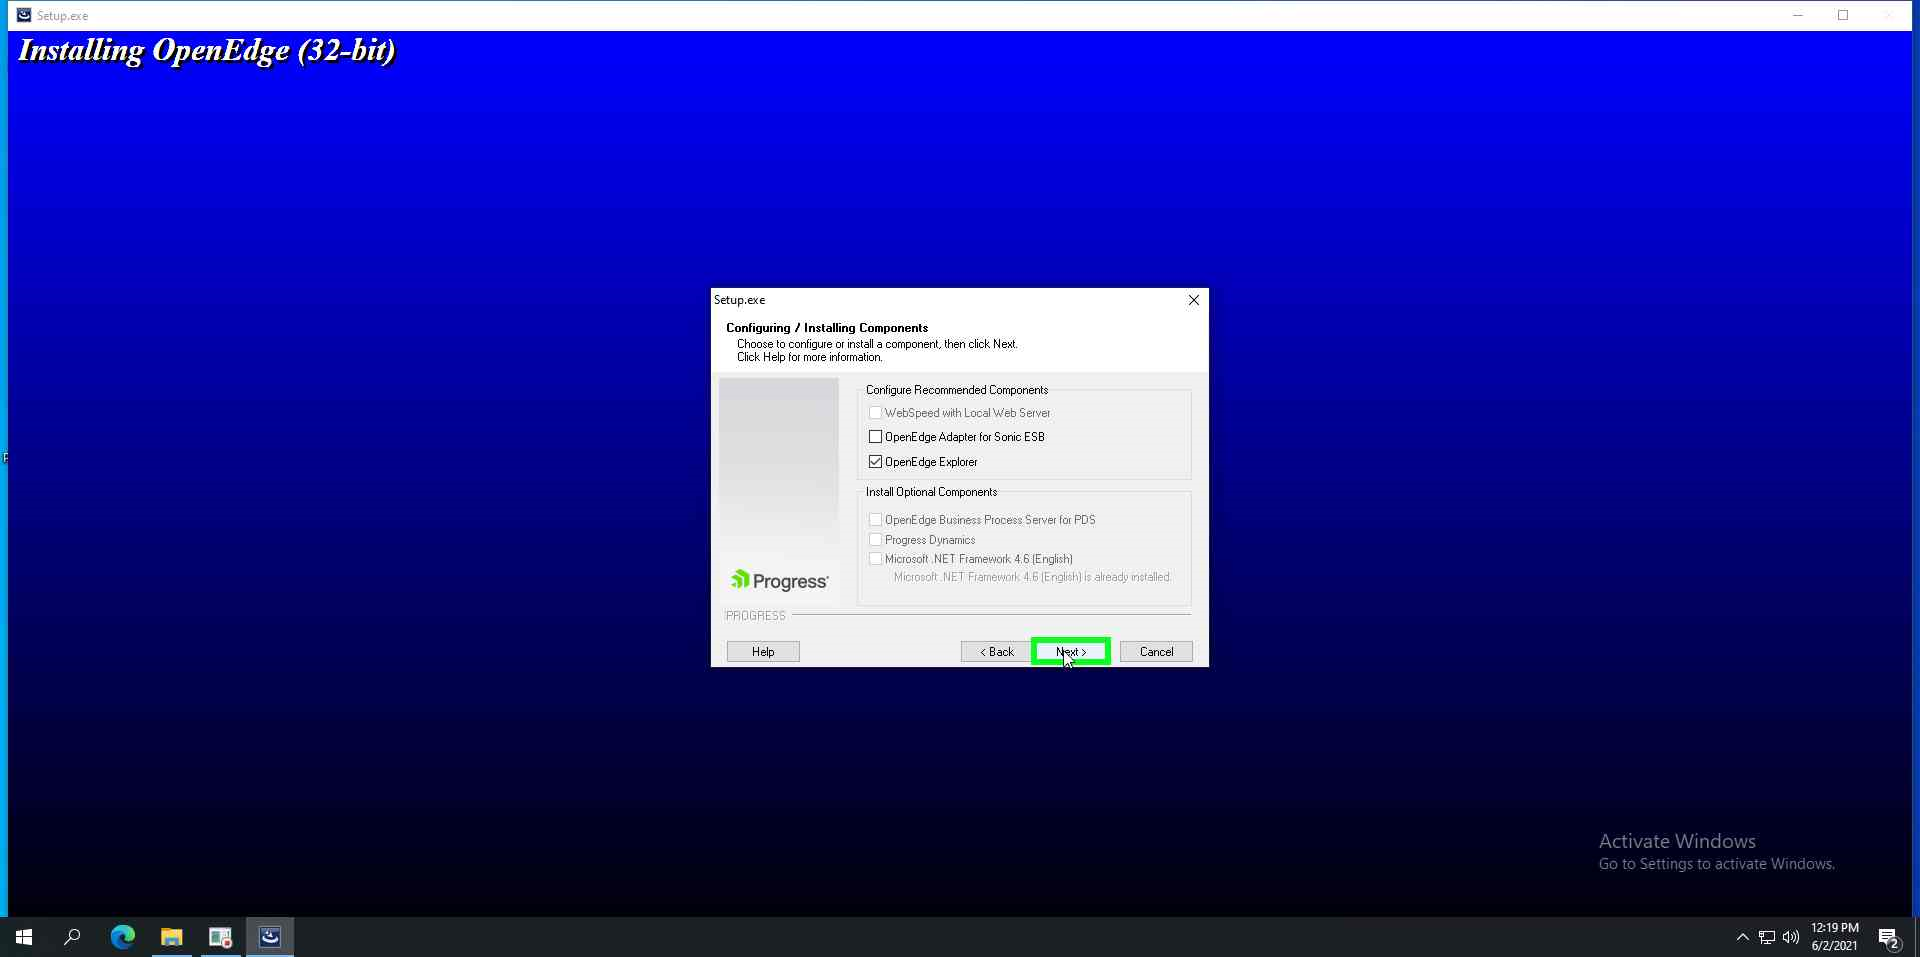 Setup.exe
Installing OpenEdge (32-bit)
Setup.exe
Configuring / Installing Components
Choose to configure or install a component, then click Next.
Click Help for more information.
Configure Recommended Components
WebSpeed with Local Web Server
OpenEdge Adapter for Sonic ESB
OpenEdge Explorer
Install Optional Components
OpenEdge Business Process Server for PDS
Progress Dynamics
Microsoft .NET Framework 4.6 (English)
Microsoft .NET Framework 4.6 (English) is already installed.
Progress
PROGRESS
Help
< Back
Next >
Cancel
Activate Windows
Go to Settings to activate Windows.
12:19 PM
6/2/2021
2